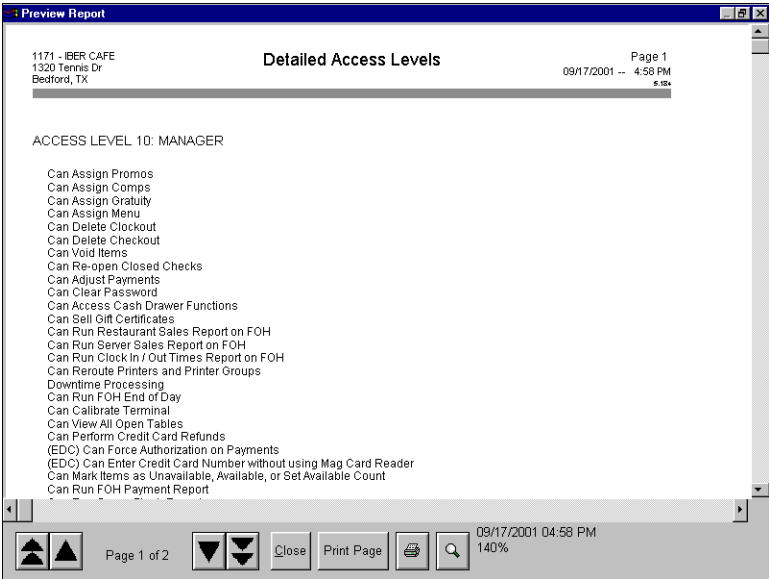 Preview Report
1171 - IBER CAFE
1320 Tennis Dr
Bedford, TX
Detailed Access Levels
Page 1
09/17/2001 -- 4:58 PM
ACCESS LEVEL 10: MANAGER
Can Assign Promos
Can Assign Comps
Can Assign Gratuity
Can Assign Menu
Can Delete Clockout
Can Delete Checkout
Can Void Items
Can Re-open Closed Checks
Can Adjust Payments
Can Clear Password
Can Access Cash Drawer Functions
Can Sell Gift Certificates
Can Run Restaurant Sales Report on FOH
Can Run Server Sales Report on FOH
Can Run Clock In / Out Times Report on FOH
Can Reroute Printers and Printer Groups
Downtime Processing
Can Run FOH End of Day
Can Calibrate Terminal
Can View All Open Tables
Can Perform Credit Card Refunds
(EDC) Can Force Authorization on Payments
(EDC) Can Enter Credit Card Number without using Mag Card Reader
Can Mark Items as Unavailable, Available, or Set Available Count
Can Run FOH Payment Report
Page 1 of 2
Close
Print Page
09/17/2001 04:58 PM
140%